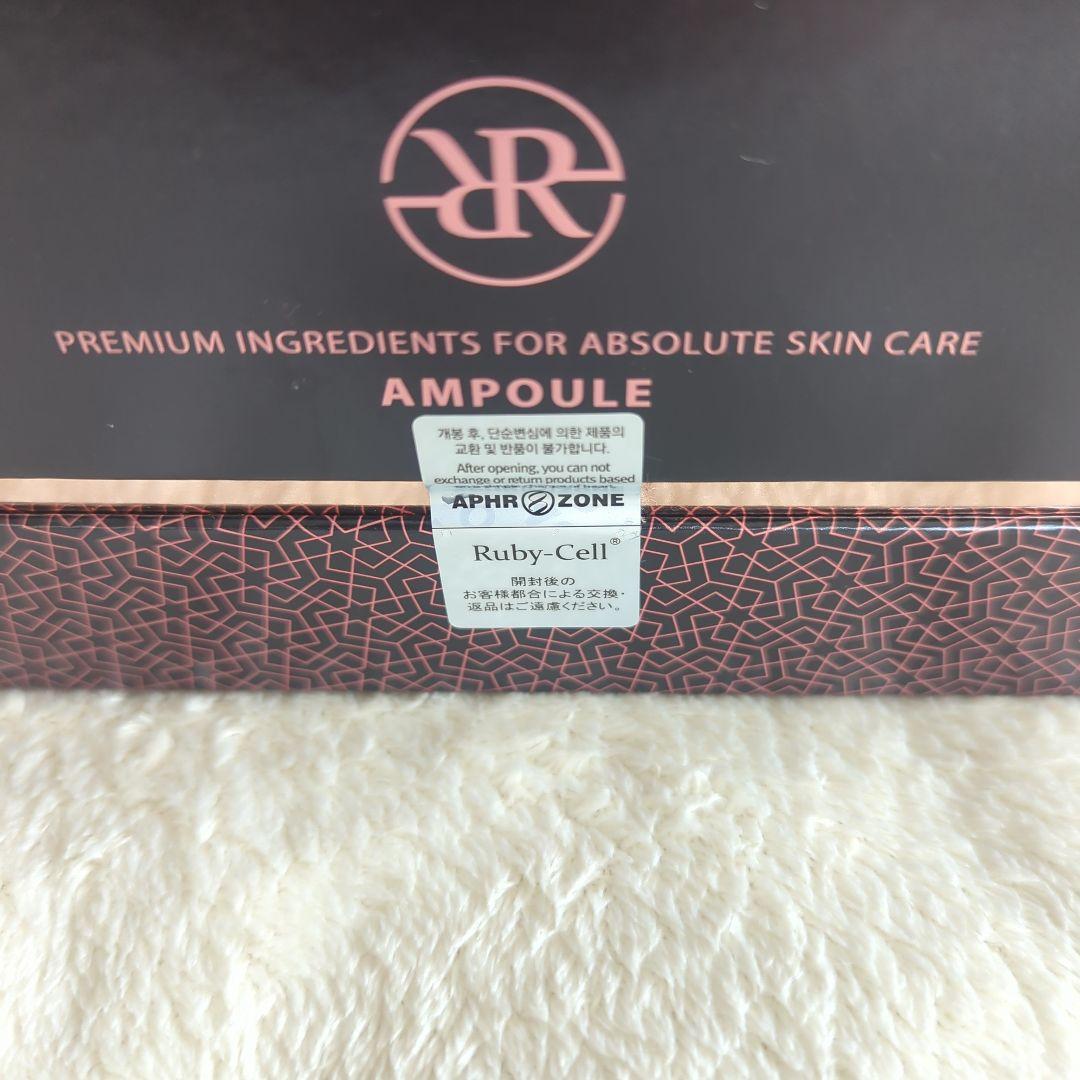 RR
PREMIUM INGREDIENTS FOR ABSOLUTE SKIN CARE
AMPOULE
개봉 후, 단순변심에 의한 제품의
교환 및 반품이 불가합니다.
After opening, you can not
exchange or return products based
APHROZONE
Ruby-Cell®
開封後の
お客様都合による交換・
返品はご遠慮ください。